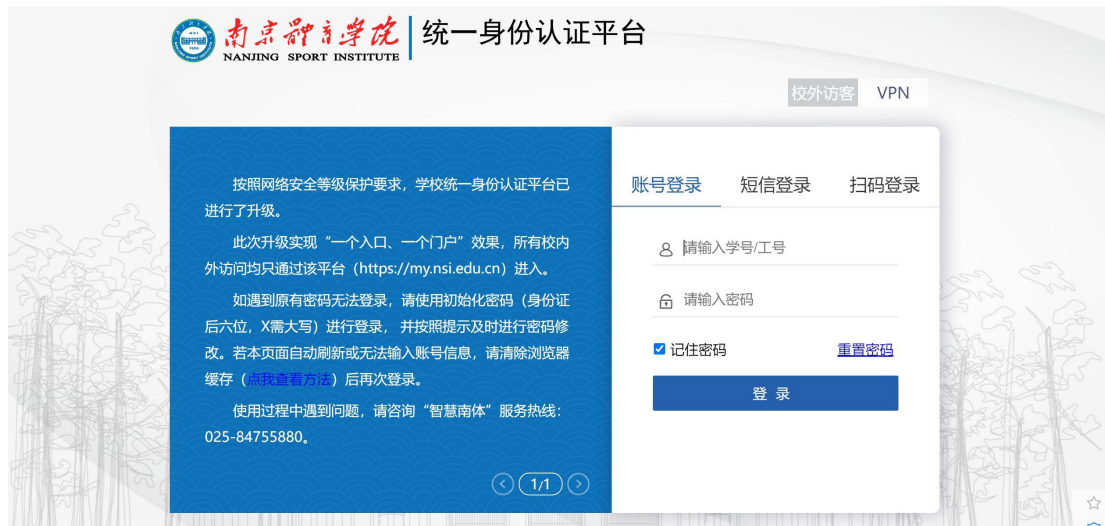 南京體育学院
NANJING SPORT INSTITUTE
统一身份认证平台
校外访客 VPN
按照网络安全等级保护要求，学校统一身份认证平台已
进行了升级。
此次升级实现“一个入口、一个门户”效果，所有校内
外访问均只通过该平台（https://my.nsi.edu.cn）进入。
如遇到原有密码无法登录，请使用初始化密码（身份证
后六位，X需大写）进行登录， 并按照提示及时进行密码修
改。若本页面自动刷新或无法输入账号信息，请清除浏览器
缓存（点我查看方法）后再次登录。
使用过程中遇到问题，请咨询“智慧南体”服务热线：
025-84755880。
1/1
账号登录 短信登录 扫码登录
请输入学号/工号
请输入密码
记住密码 重置密码
登 录